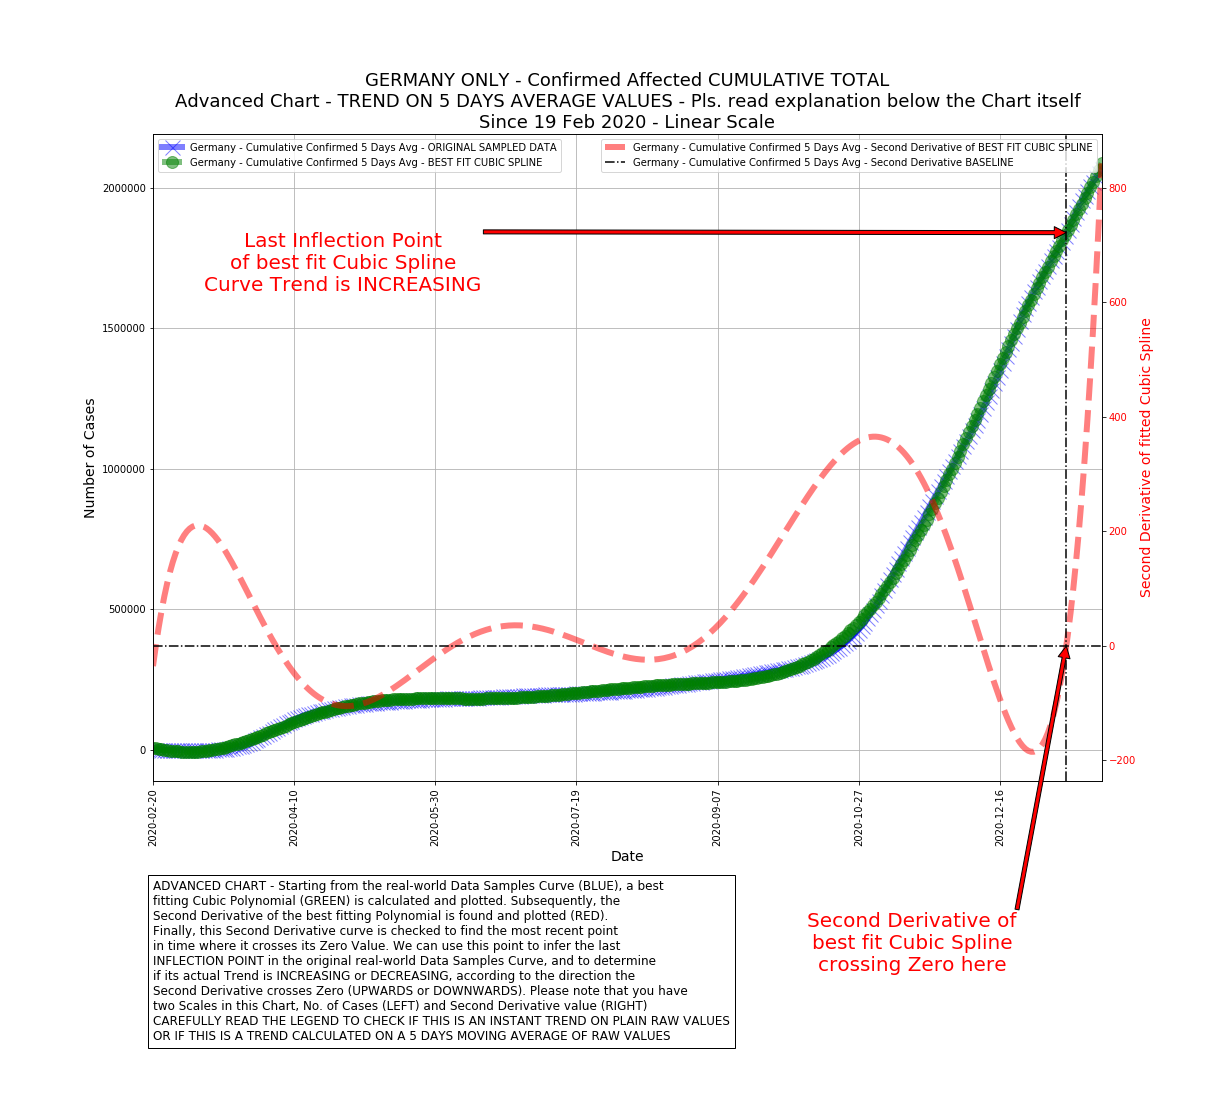 GERMANY ONLY - Confirmed Affected CUMULATIVE TOTAL
Advanced Chart - TREND ON 5 DAYS AVERAGE VALUES - Pls. read explanation below the Chart itself
Since 19 Feb 2020 - Linear Scale
Germany - Cumulative Confirmed 5 Days Avg - ORIGINAL SAMPLED DATA
Germany - Cumulative Confirmed 5 Days Avg - BEST FIT CUBIC SPLINE
Germany - Cumulative Confirmed 5 Days Avg - Second Derivative of BEST FIT CUBIC SPLINE
Germany - Cumulative Confirmed 5 Days Avg - Second Derivative BASELINE
Last Inflection Point
of best fit Cubic Spline
Curve Trend is INCREASING
Number of Cases
2000000
1500000
1000000
500000
0
800
600
400
200
0
−200
Second Derivative of fitted Cubic Spline
2020-02-20
2020-04-10
2020-05-30
2020-07-19
2020-09-07
2020-10-27
2020-12-16
Date
ADVANCED CHART - Starting from the real-world Data Samples Curve (BLUE), a best
fitting Cubic Polynomial (GREEN) is calculated and plotted. Subsequently, the
Second Derivative of the best fitting Polynomial is found and plotted (RED).
Finally, this Second Derivative curve is checked to find the most recent point
in time where it crosses its Zero Value. We can use this point to infer the last
INFLECTION POINT in the original real-world Data Samples Curve, and to determine
if its actual Trend is INCREASING or DECREASING, according to the direction the
Second Derivative crosses Zero (UPWARDS or DOWNWARDS). Please note that you have
two Scales in this Chart, No. of Cases (LEFT) and Second Derivative value (RIGHT)
CAREFULLY READ THE LEGEND TO CHECK IF THIS IS AN INSTANT TREND ON PLAIN RAW VALUES
OR IF THIS IS A TREND CALCULATED ON A 5 DAYS MOVING AVERAGE OF RAW VALUES
Second Derivative of
best fit Cubic Spline
crossing Zero here